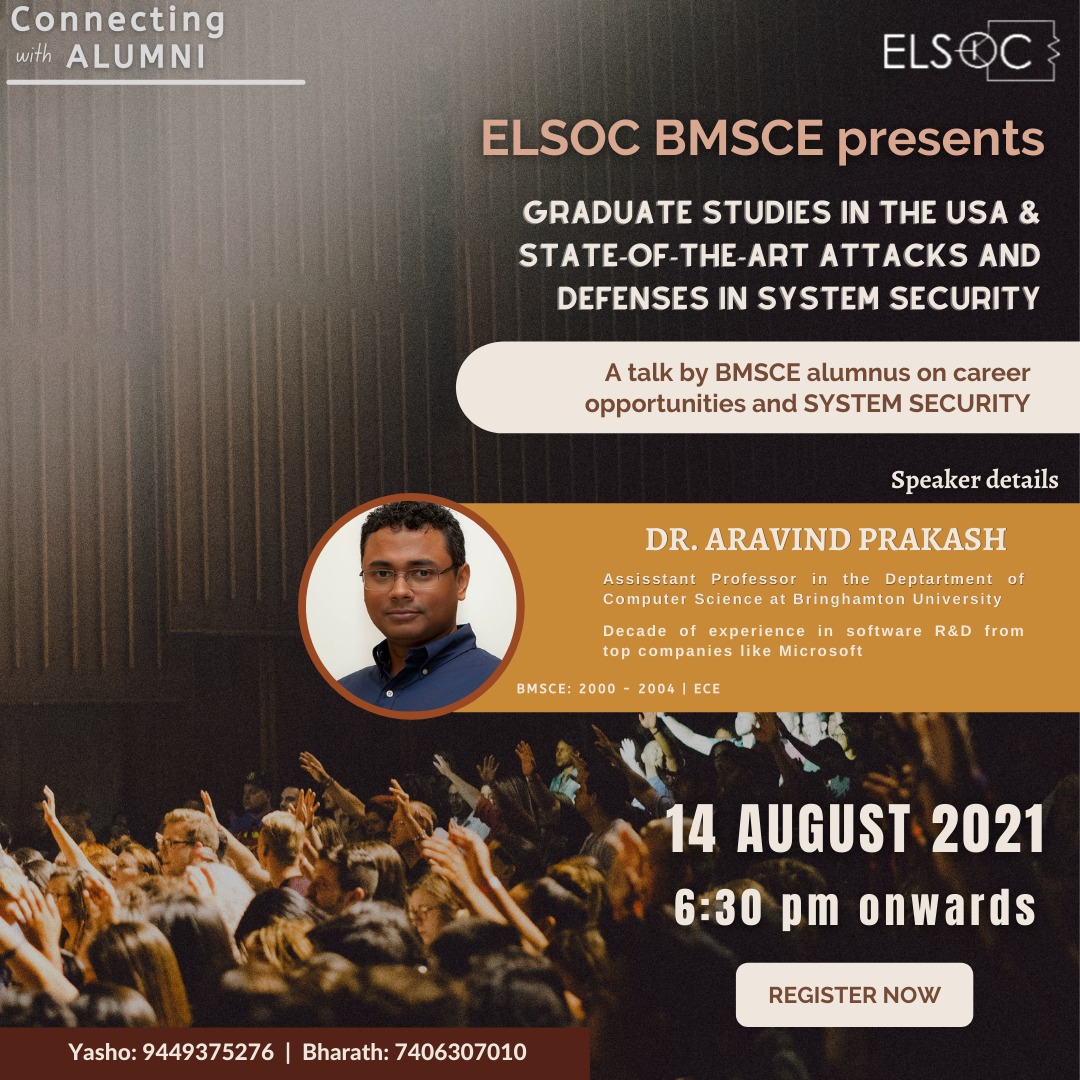 Connecting
with ALUMNI
ELSOC
ELSOC BMSCE presents
GRADUATE STUDIES IN THE USA &
STATE-OF-THE-ART ATTACKS AND
DEFENSES IN SYSTEM SECURITY
A talk by BMSCE alumnus on career
opportunities and SYSTEM SECURITY
Speaker details
DR. ARAVIND PRAKASH
Assisstant Professor in the Deptartment of
Computer Science at Bringhamton University
Decade of experience in software R&D from
top companies like Microsoft
BMSCE: 2000 - 2004 | ECE
14 AUGUST 2021
6:30 pm onwards
REGISTER NOW
Yasho: 9449375276 | Bharath: 7406307010